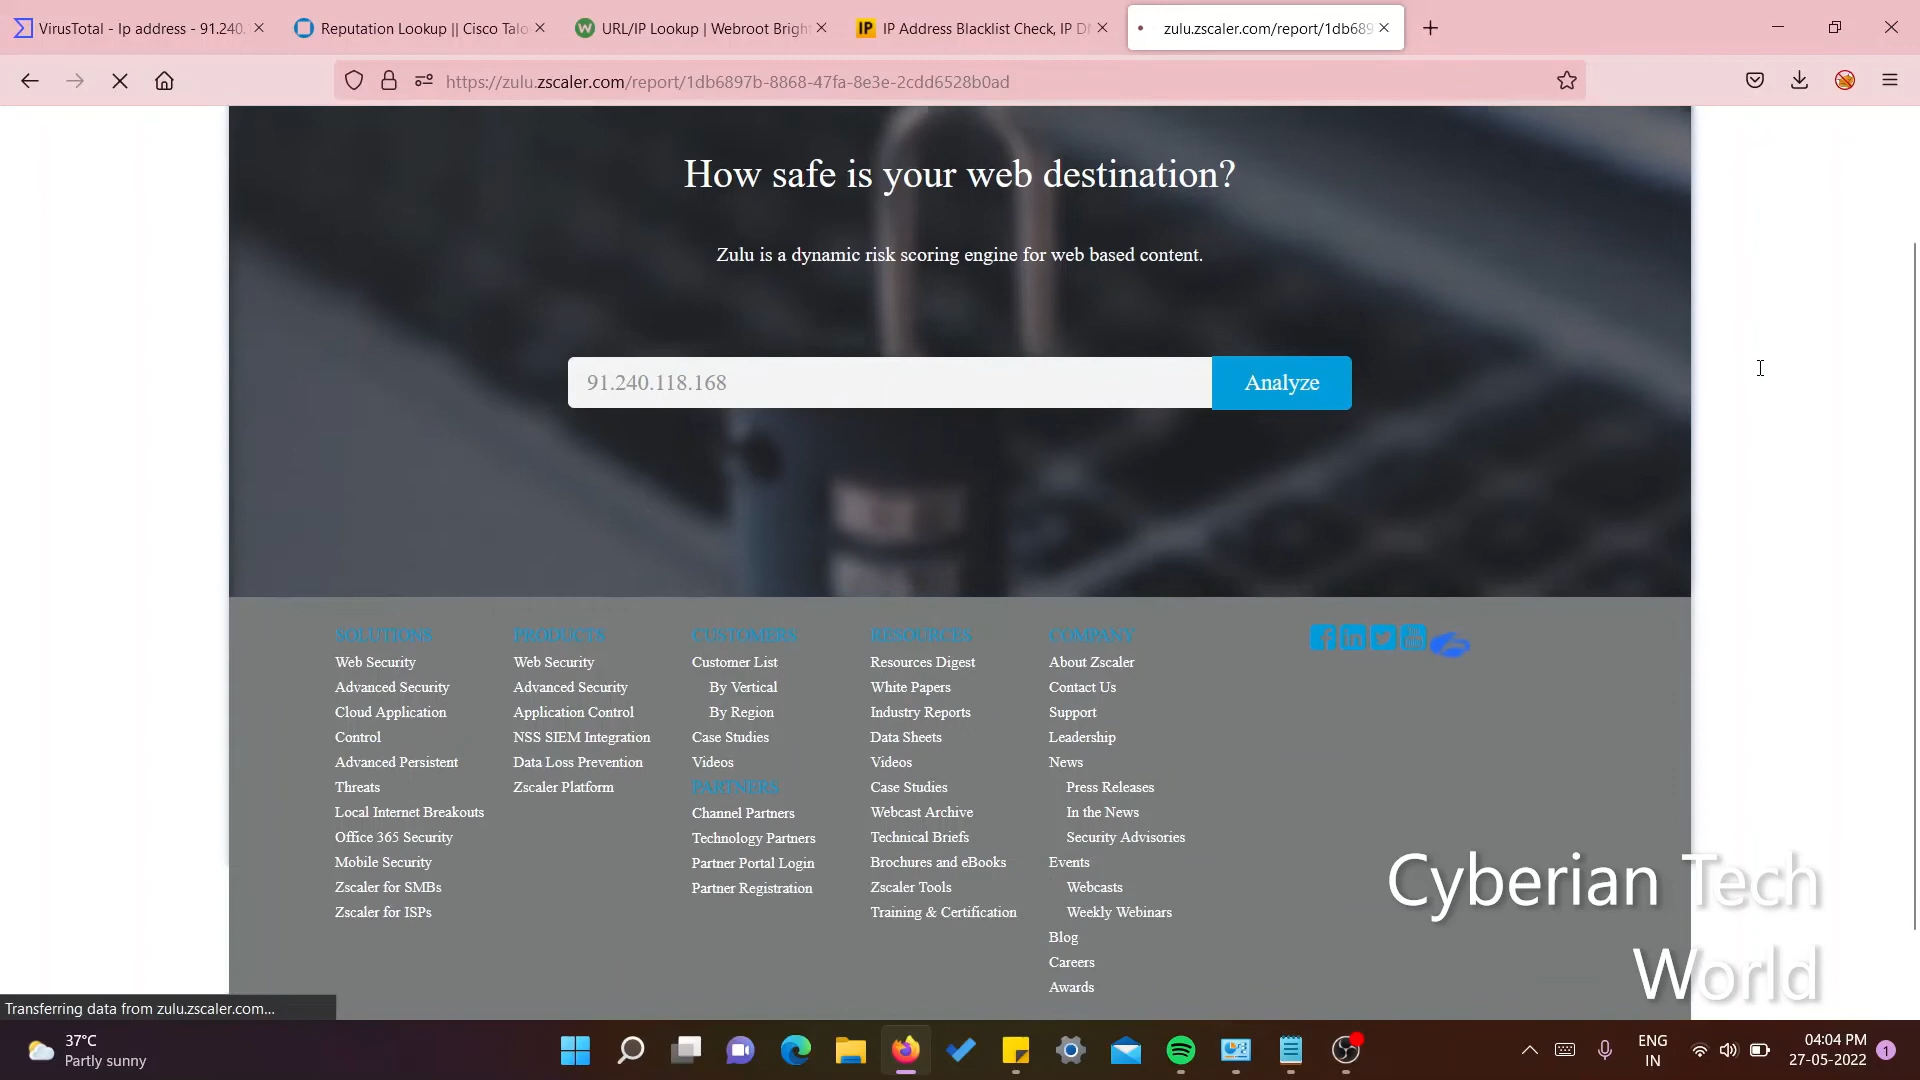 VirusTotal - Ip address - 91.240.
Reputation Lookup || Cisco Talo
URL/IP Lookup | Webroot Bright
IP Address Blacklist Check, IP D
zulu.zscaler.com/report/1db689
https://zulu.zscaler.com/report/1db6897b-8868-47fa-8e3e-2cdd6528b0ad
How safe is your web destination?
Zulu is a dynamic risk scoring engine for web based content.
91.240.118.168
Analyze
SOLUTIONS
Web Security
Advanced Security
Cloud Application
Control
Advanced Persistent
Threats
Local Internet Breakouts
Office 365 Security
Mobile Security
Zscaler for SMBs
Zscaler for ISPs
PRODUCTS
Web Security
Advanced Security
Application Control
NSS SIEM Integration
Data Loss Prevention
Zscaler Platform
CUSTOMERS
Customer List
By Vertical
By Region
Case Studies
Videos
PARTNERS
Channel Partners
Technology Partners
Partner Portal Login
Partner Registration
RESOURCES
Resources Digest
White Papers
Industry Reports
Data Sheets
Videos
Case Studies
Webcast Archive
Technical Briefs
Brochures and eBooks
Zscaler Tools
Training & Certification
COMPANY
About Zscaler
Contact Us
Support
Leadership
News
Press Releases
In the News
Security Advisories
Events
Webcasts
Weekly Webinars
Blog
Careers
Awards
Cyberian Tech
World
Transferring data from zulu.zscaler.com...
37°C
Partly sunny
ENG
IN
04:04 PM
27-05-2022
1